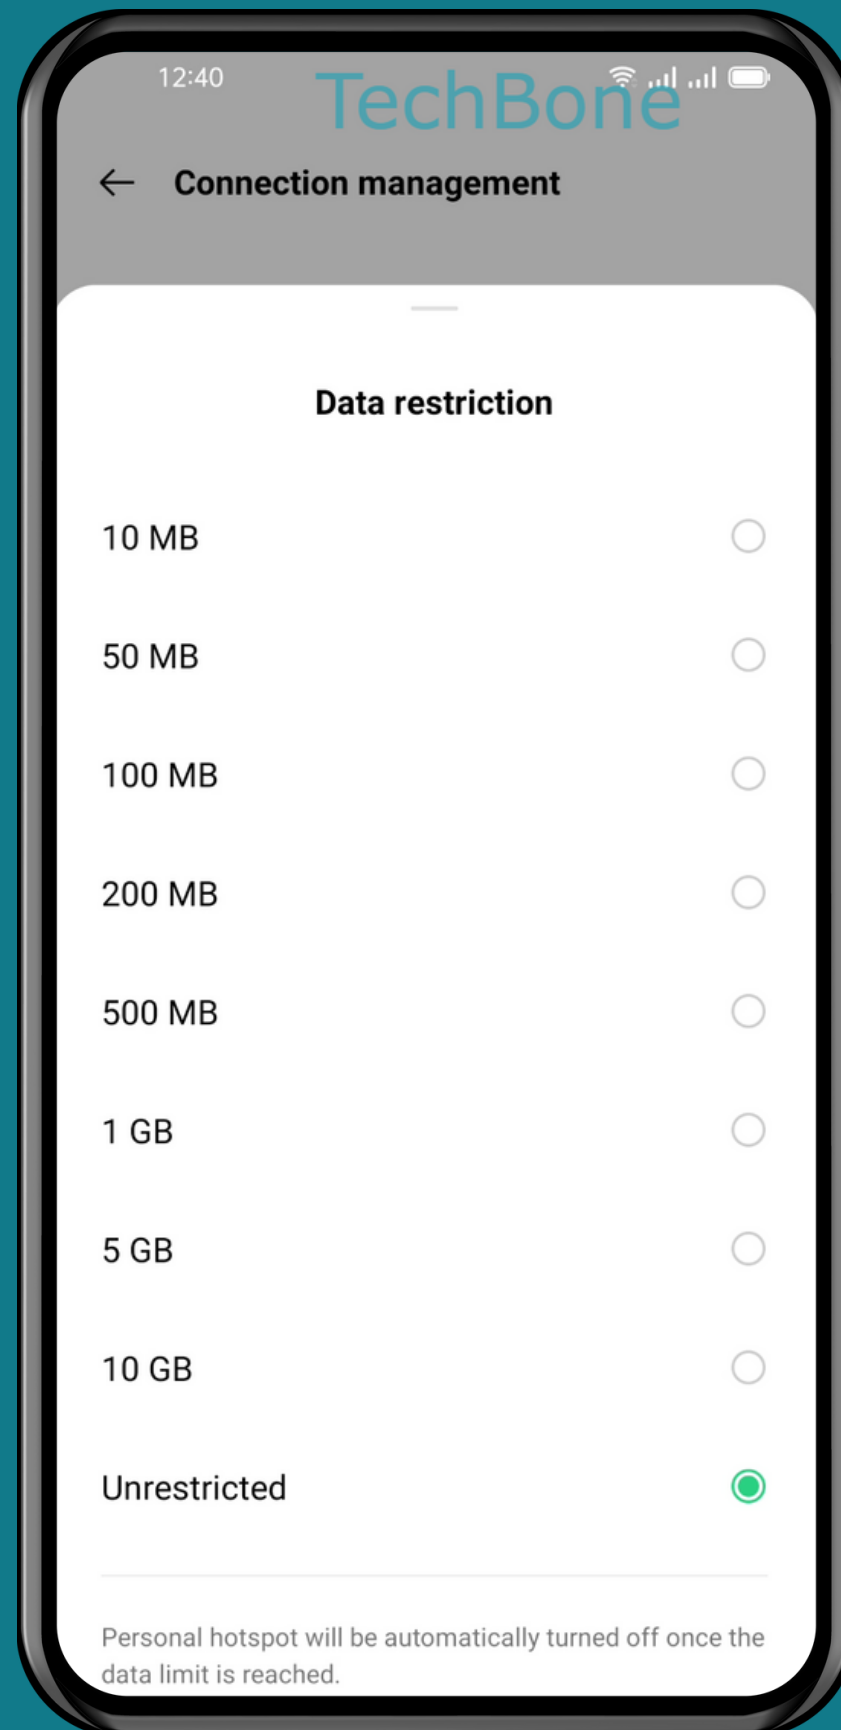 12:40
TechBone
Connection management
Data restriction
10 MB
50 MB
100 MB
200 MB
500 MB
1 GB
5 GB
10 GB
Unrestricted
Personal hotspot will be automatically turned off once the
data limit is reached.